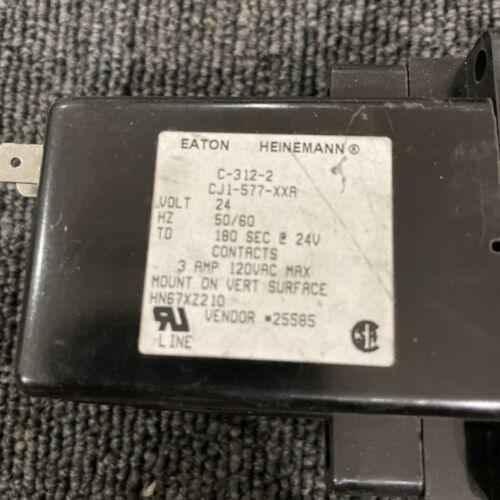 EATON HEINEMANN®
C-312-2
CJ1-577-XXA
VOLT 24
HZ 50/60
TD 180 SEC @ 24V
CONTACTS
3 AMP 120VAC MAX
MOUNT ON VERT SURFACE
HN67XZ210
VENDOR #25585
LINE